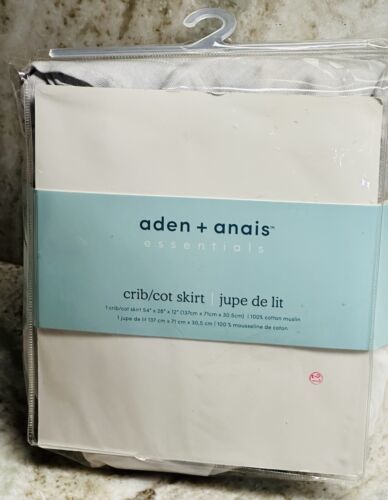 aden + anais™
essentials
crib/cot skirt | jupe de lit
1 crib/cot skirt 54" x 28" x 12" (137cm x 71cm x 30.5cm) | 100% cotton muslin
1 jupe de lit 137 cm x 71 cm x 30,5 cm | 100 % mousseline de coton